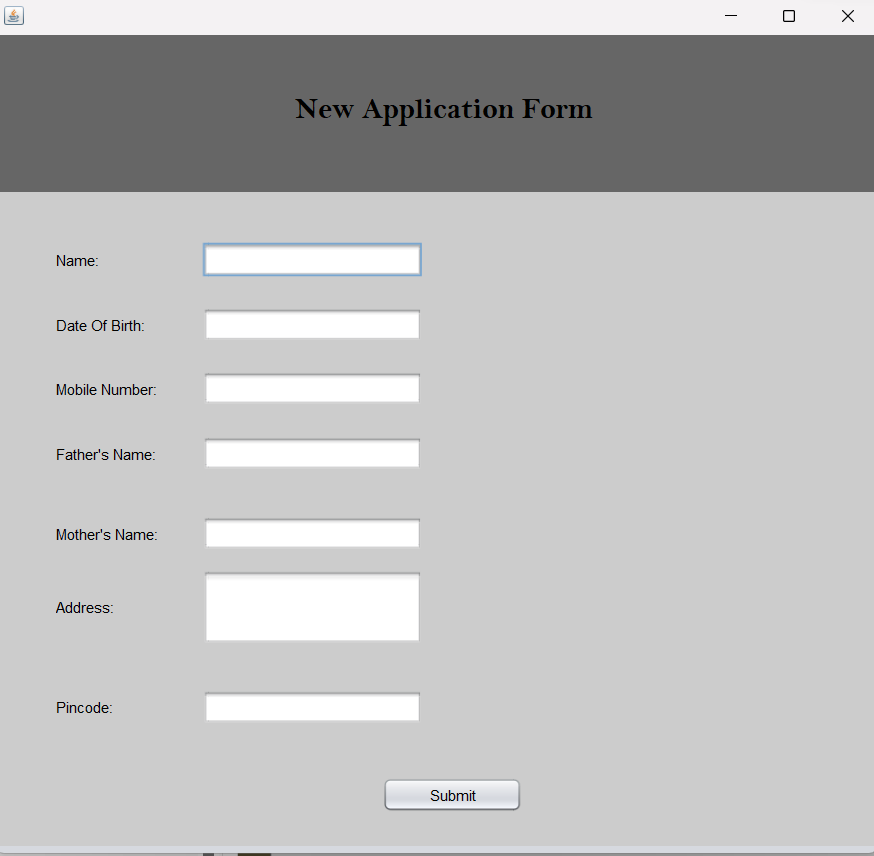 New Application Form
Name:
Date Of Birth:
Mobile Number:
Father's Name:
Mother's Name:
Address:
Pincode:
Submit